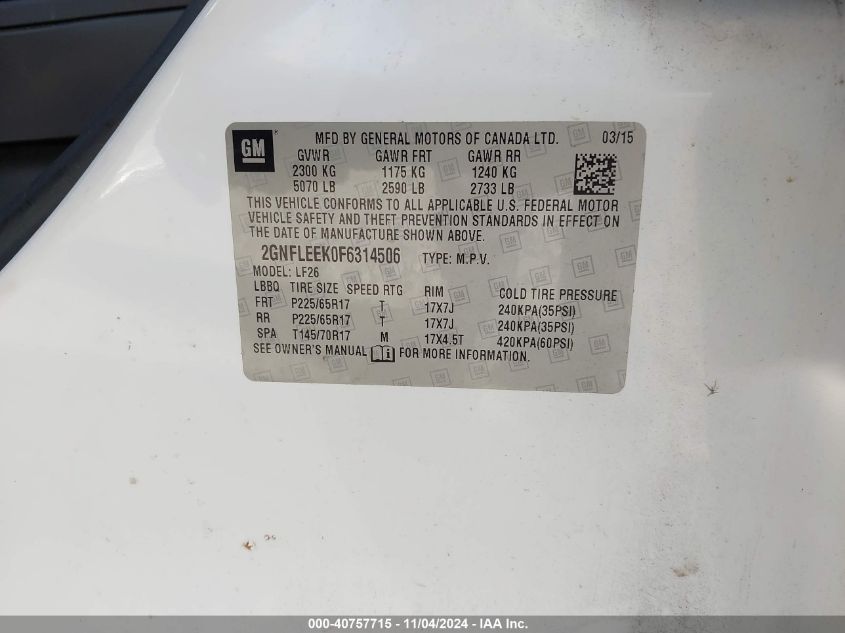 GM
MFD BY GENERAL MOTORS OF CANADA LTD. 03/15
GVWR GAWR FRT GAWR RR
2300 KG 1175 KG 1240 KG
5070 LB 2590 LB 2733 LB
THIS VEHICLE CONFORMS TO ALL APPLICABLE U.S. FEDERAL MOTOR
VEHICLE SAFETY AND THEFT PREVENTION STANDARDS IN EFFECT ON
THE DATE OF MANUFACTURE SHOWN ABOVE.
2GNFLEEK0F6314506 TYPE: M.P.V.
MODEL: LF26
LBBQ TIRE SIZE SPEED RTG RIM COLD TIRE PRESSURE
FRT P225/65R17 T 17X7J 240KPA(35PSI)
RR P225/65R17 T 17X7J 240KPA(35PSI)
SPA T145/70R17 M 17X4.5T 420KPA(60PSI)
SEE OWNER'S MANUAL FOR MORE INFORMATION.
000-40757715 - 11/04/2024 - IAA Inc.